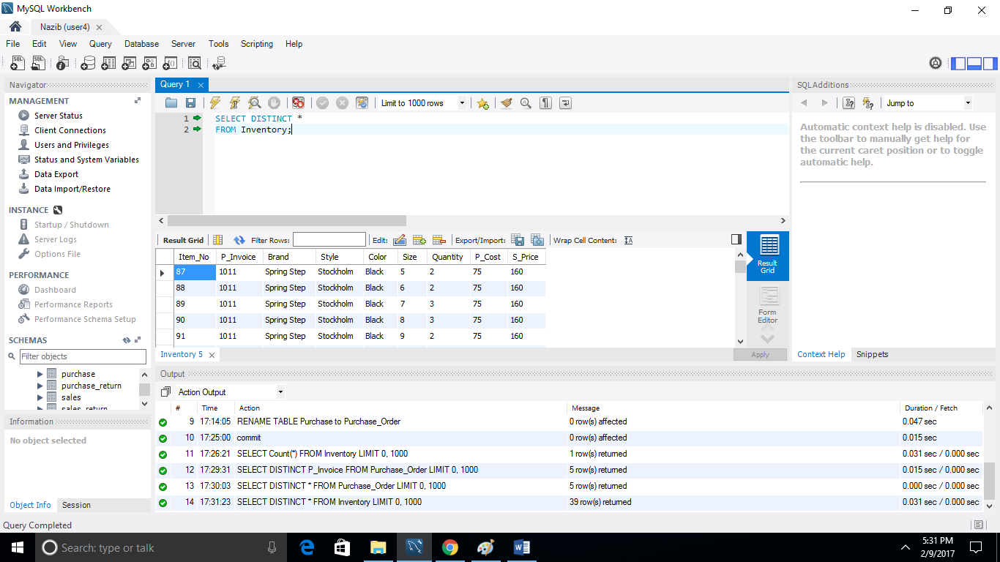 MySQL Workbench
Nazib (user4)
File Edit View Query Database Server Tools Scripting Help
Navigator
MANAGEMENT
Server Status
Client Connections
Users and Privileges
Status and System Variables
Data Export
Data Import/Restore
INSTANCE
Startup / Shutdown
Server Logs
Options File
PERFORMANCE
Dashboard
Performance Reports
Performance Schema Setup
SCHEMAS
Filter objects
purchase
purchase_return
sales
sales_return
Information
No object selected
Object Info Session
Query 1
Limit to 1000 rows
1 SELECT DISTINCT *
2 FROM Inventory;
Result Grid Filter Rows: Edit: Export/Import: Wrap Cell Content: IA
Item_No P_Invoice Brand Style Color Size Quantity P_Cost S_Price
87 1011 Spring Step Stockholm Black 5 2 75 160
88 1011 Spring Step Stockholm Black 6 2 75 160
89 1011 Spring Step Stockholm Black 7 3 75 160
90 1011 Spring Step Stockholm Black 8 3 75 160
91 1011 Spring Step Stockholm Black 9 2 75 160
Result
Grid
Form
Editor
Inventory 5
Apply
SQLAdditions
Jump to
Automatic context help is disabled. Use
the toolbar to manually get help for
the current caret position or to toggle
automatic help.
Context Help Snippets
Output
Action Output
# Time Action Message Duration / Fetch
9 17:14:05 RENAME TABLE Purchase to Purchase_Order 0 row(s) affected 0.047 sec
10 17:25:00 commit 0 row(s) affected 0.015 sec
11 17:26:21 SELECT Count(*) FROM Inventory LIMIT 0, 1000 1 row(s) returned 0.031 sec / 0.000 sec
12 17:29:31 SELECT DISTINCT P_Invoice FROM Purchase_Order LIMIT 0, 1000 5 row(s) returned 0.015 sec / 0.000 sec
13 17:30:03 SELECT DISTINCT * FROM Purchase_Order LIMIT 0, 1000 5 row(s) returned 0.000 sec / 0.000 sec
14 17:31:23 SELECT DISTINCT * FROM Inventory LIMIT 0, 1000 39 row(s) returned 0.031 sec / 0.000 sec
Query Completed
Search: type or talk
5:31 PM
2/9/2017